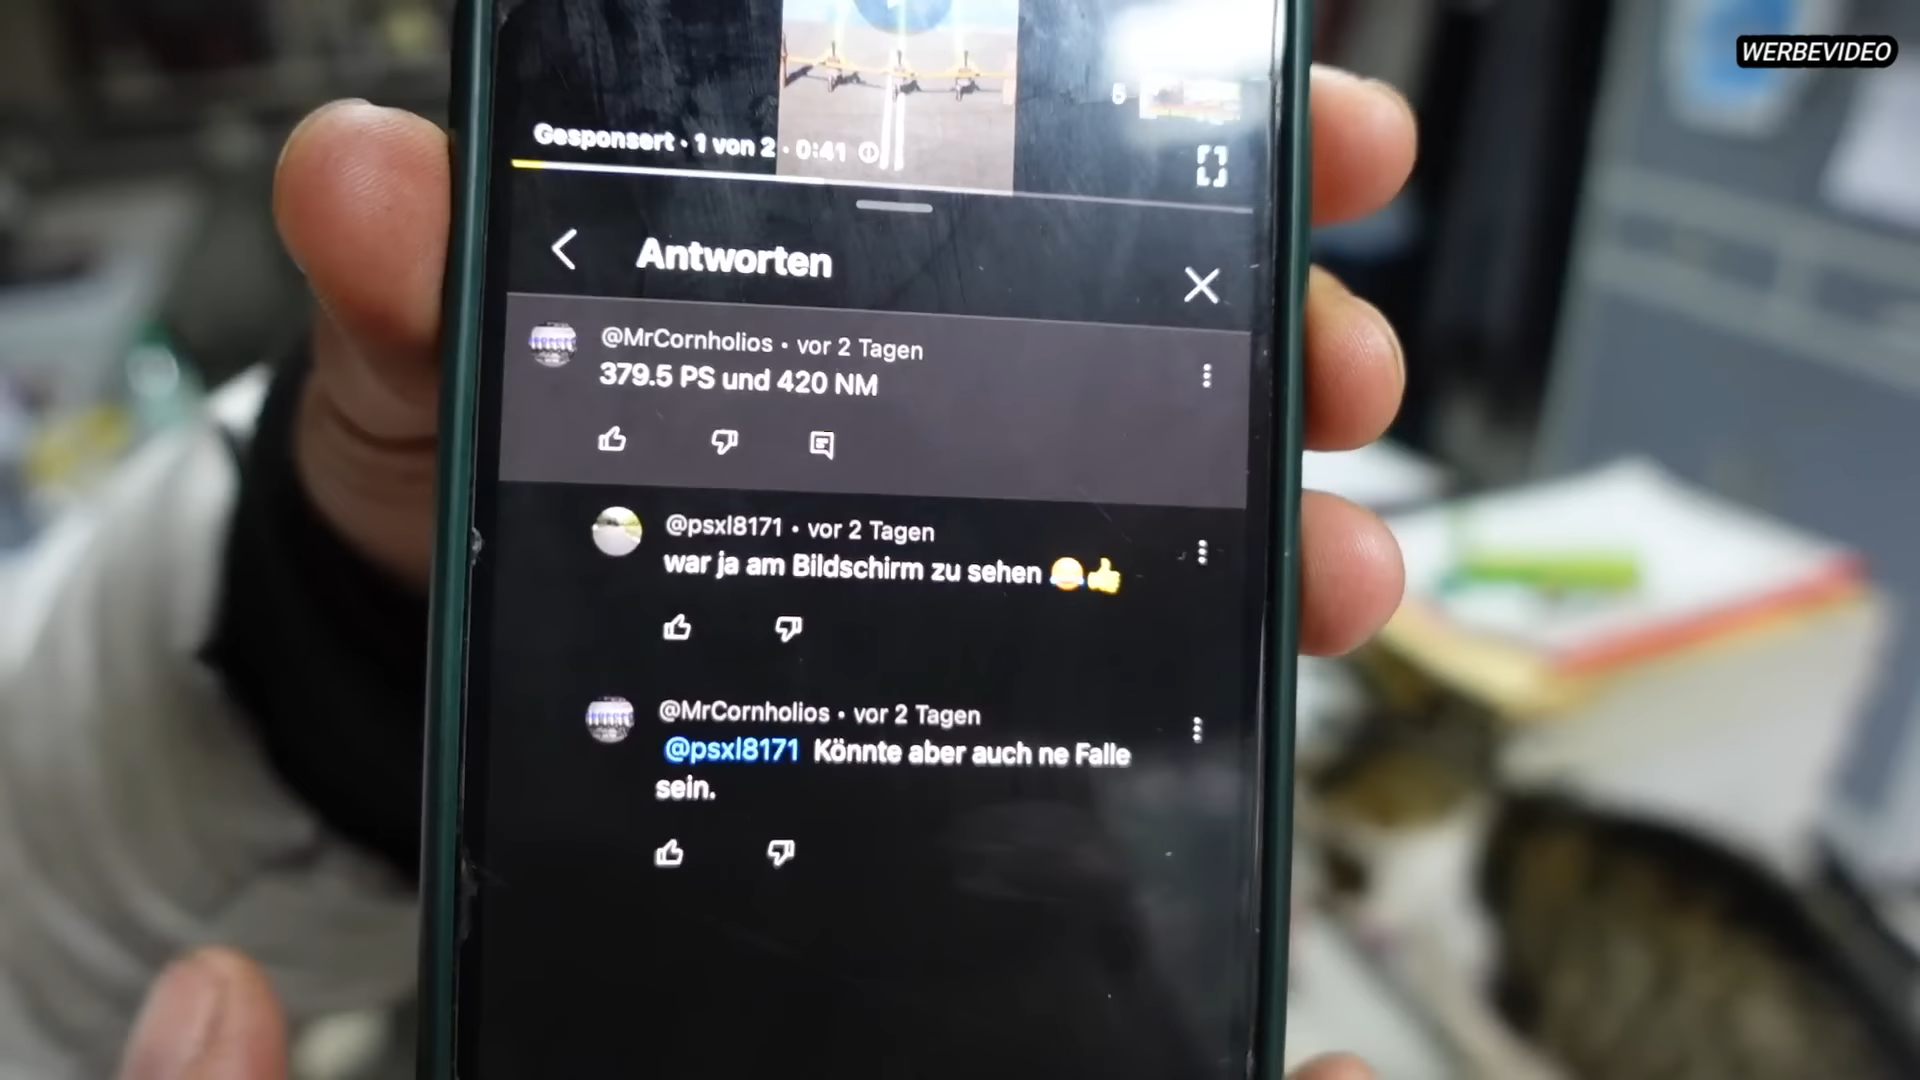 WERBEVIDEO
Gesponsert • 1 von 2 • 0:41
Antworten
@MrCornholios • vor 2 Tagen
379.5 PS und 420 NM
@psxl8171 • vor 2 Tagen
war ja am Bildschirm zu sehen 😂👍
@MrCornholios • vor 2 Tagen
@psxl8171 Könnte aber auch ne Falle
sein.